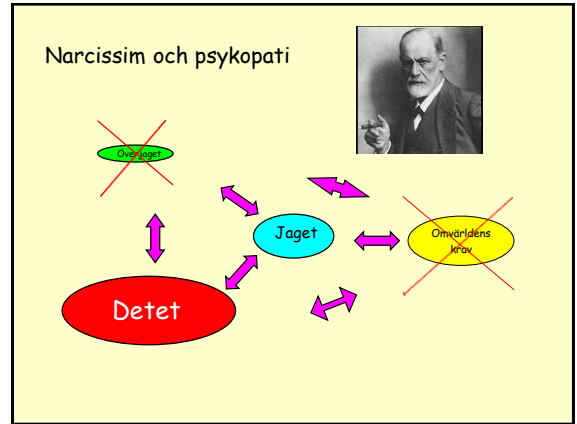 Narcissim och psykopati
Överjaget
Jaget
Omvärldens
krav
Detet